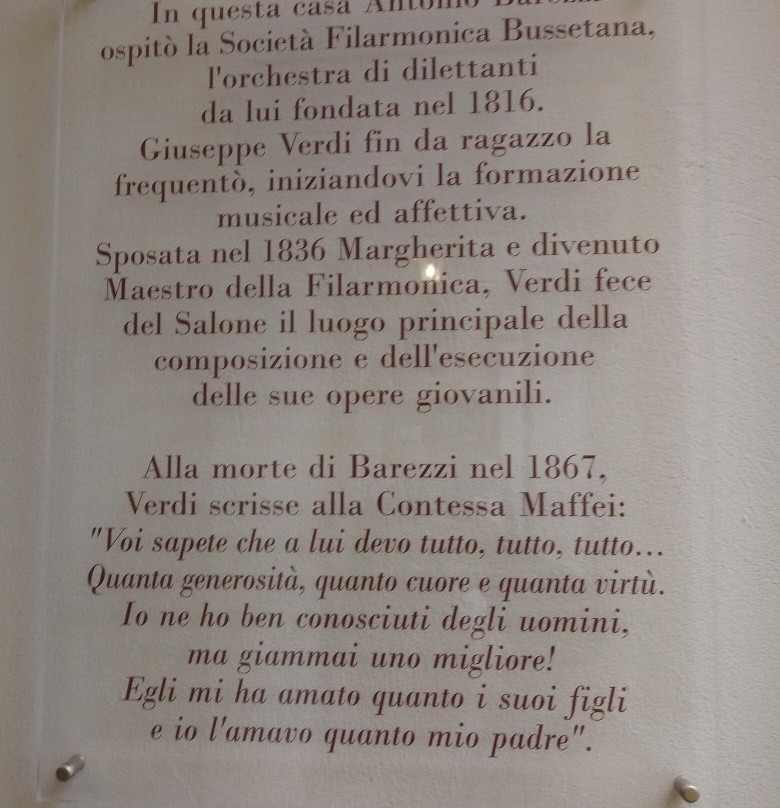 In questa casa Antonio Barezzi
ospitò la Società Filarmonica Bussetana,
l'orchestra di dilettanti
da lui fondata nel 1816.
Giuseppe Verdi fin da ragazzo la
frequentò, iniziandovi la formazione
musicale ed affettiva.
Sposata nel 1836 Margherita e divenuto
Maestro della Filarmonica, Verdi fece
del Salone il luogo principale della
composizione e dell'esecuzione
delle sue opere giovanili.
Alla morte di Barezzi nel 1867,
Verdi scrisse alla Contessa Maffei:
"Voi sapete che a lui devo tutto, tutto, tutto...
Quanta generosità, quanto cuore e quanta virtù.
Io ne ho ben conosciuti degli uomini,
ma giammai uno migliore!
Egli mi ha amato quanto i suoi figli
e io l'amavo quanto mio padre".